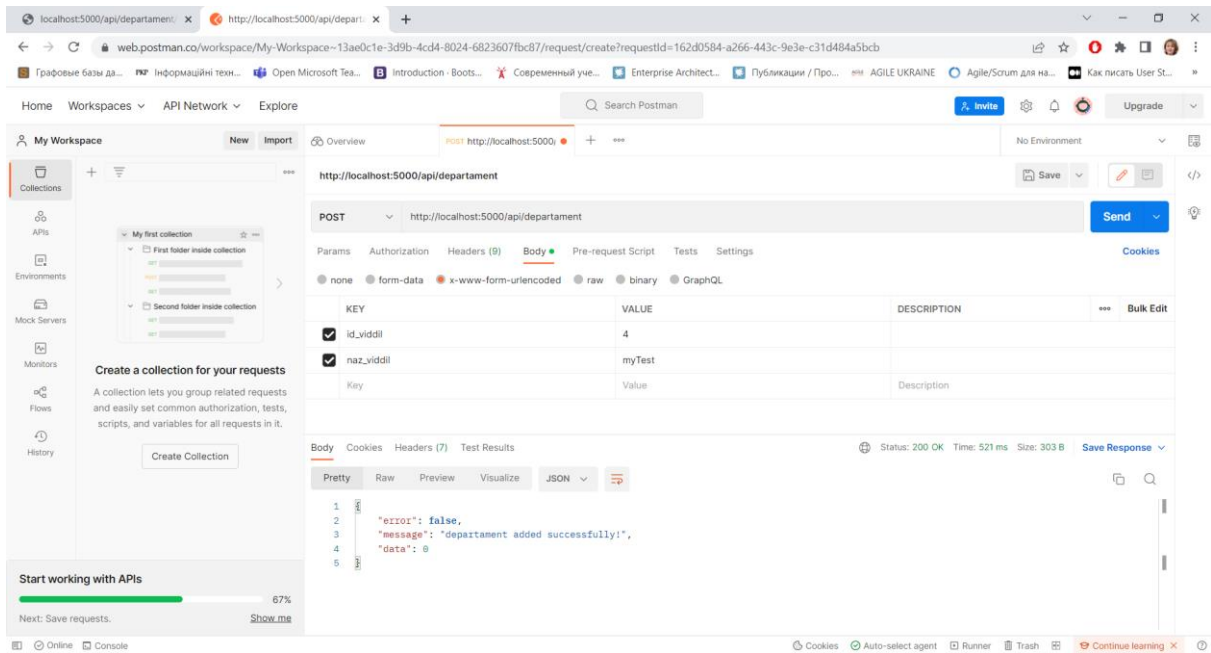 localhost:5000/api/departament/
http://localhost:5000/api/depart
web.postman.co/workspace/My-Workspace~13ae0c1e-3d9b-4cd4-8024-6823607fbc87/request/create?requestId=162d0584-a266-443c-9e3e-c31d484a5bcb
Графовые базы да... Інформаційні техн... Open Microsoft Tea... Introduction · Boots... Современный уче... Enterprise Architect... Публикации / Про... AGILE UKRAINE Agile/Scrum для на... Как писать User St... »
Home Workspaces API Network Explore Search Postman Invite Upgrade
My Workspace New Import Overview POST http://localhost:5000/ No Environment
Collections
APIs
Environments
Mock Servers
Monitors
Flows
History
My first collection
First folder inside collection
GET
POST
GET
Second folder inside collection
GET
GET
Create a collection for your requests
A collection lets you group related requests
and easily set common authorization, tests,
scripts, and variables for all requests in it.
Create Collection
Start working with APIs
67%
Next: Save requests. Show me
http://localhost:5000/api/departament Save
POST http://localhost:5000/api/departament Send
Params Authorization Headers (9) Body Pre-request Script Tests Settings Cookies
none form-data x-www-form-urlencoded raw binary GraphQL
KEY VALUE DESCRIPTION Bulk Edit
id_viddil 4
naz_viddil myTest
Key Value Description
Body Cookies Headers (7) Test Results Status: 200 OK Time: 521 ms Size: 303 B Save Response
Pretty Raw Preview Visualize JSON
1 {
2 "error": false,
3 "message": "departament added successfully!",
4 "data": 0
5 }
Online Console Cookies Auto-select agent Runner Trash Continue learning